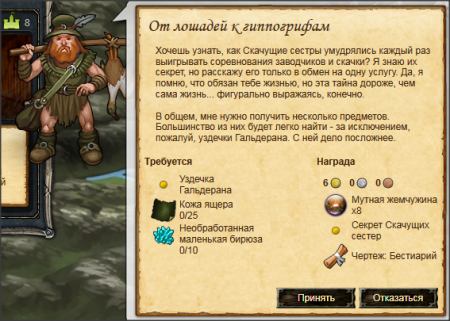 8
От лошадей к гиппогрифам
Хочешь узнать, как Скачущие сестры умудрялись каждый раз
выигрывать соревнования заводчиков и скачки? Я знаю их
секрет, но расскажу его только в обмен на одну услугу. Да, я
помню, что обязан тебе жизнью, но эта тайна дороже, чем
сама жизнь... фигурально выражаясь, конечно.
В общем, мне нужно получить несколько предметов.
Большинство из них будет легко найти - за исключением,
пожалуй, уздечки Гальдерана. С ней дело посложнее.
Требуется
Уздечка
Гальдерана
Кожа ящера
0/25
Необработанная
маленькая бирюза
0/10
Награда
6 0 0
Мутная жемчужина
x8
Секрет Скачущих
сестер
Чертеж: Бестиарий
Принять
Отказаться